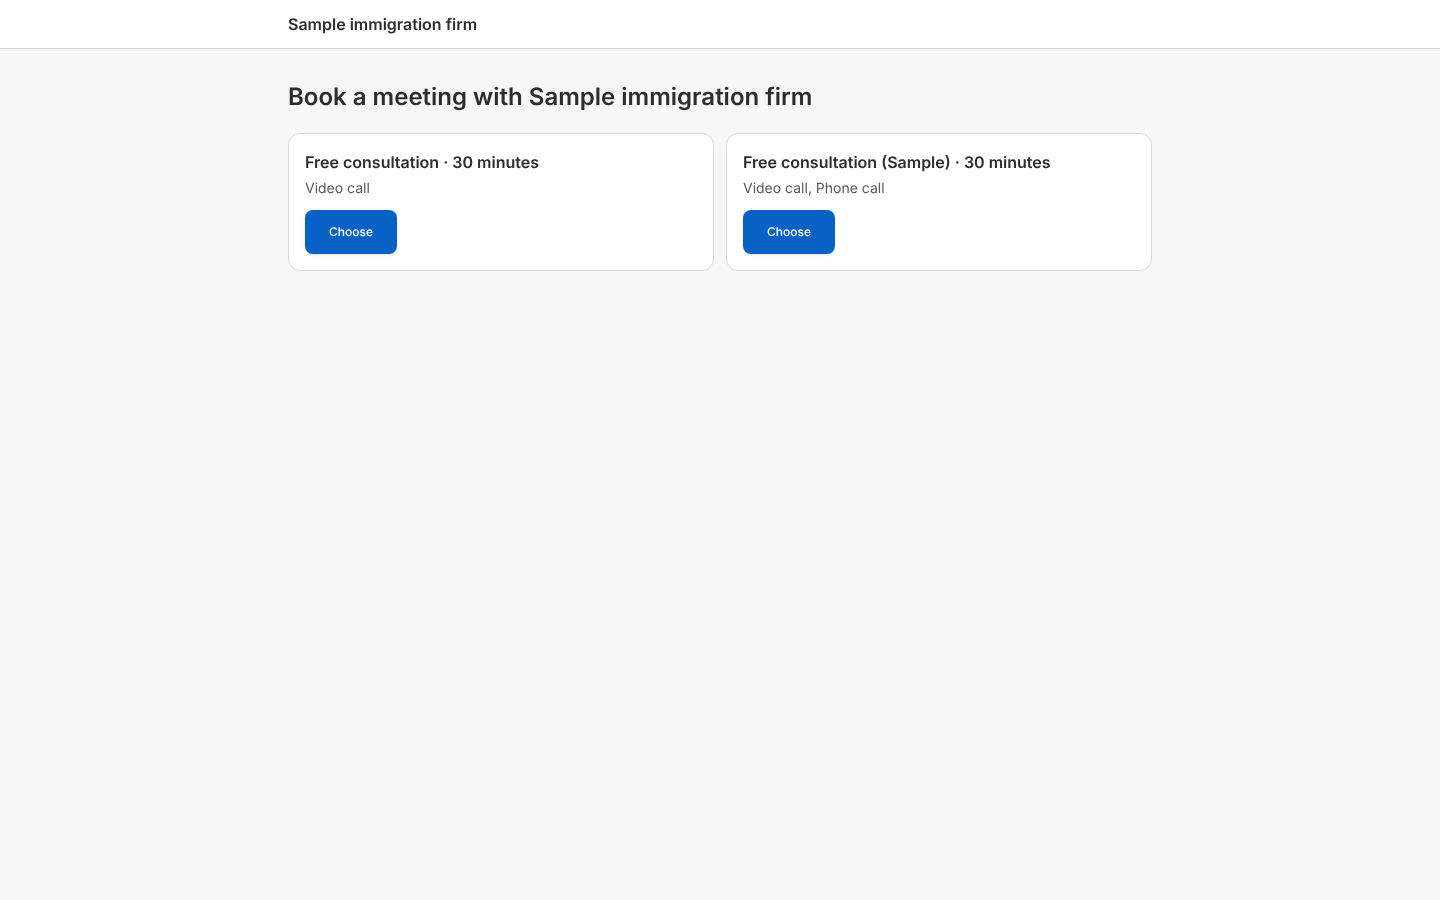 Sample immigration firm
Book a meeting with Sample immigration firm
Free consultation · 30 minutes
Video call
Choose
Free consultation (Sample) · 30 minutes
Video call, Phone call
Choose